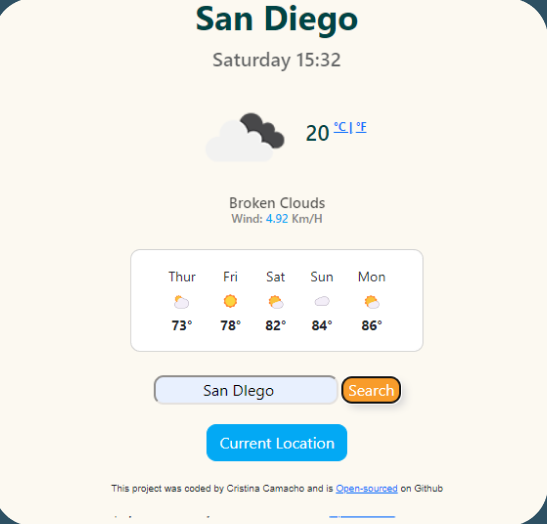 San Diego
Saturday 15:32
20 °C | °F
Broken Clouds
Wind: 4.92 Km/H
Thur Fri Sat Sun Mon
73° 78° 82° 84° 86°
San DIego Search
Current Location
This project was coded by Cristina Camacho and is Open-sourced on Github